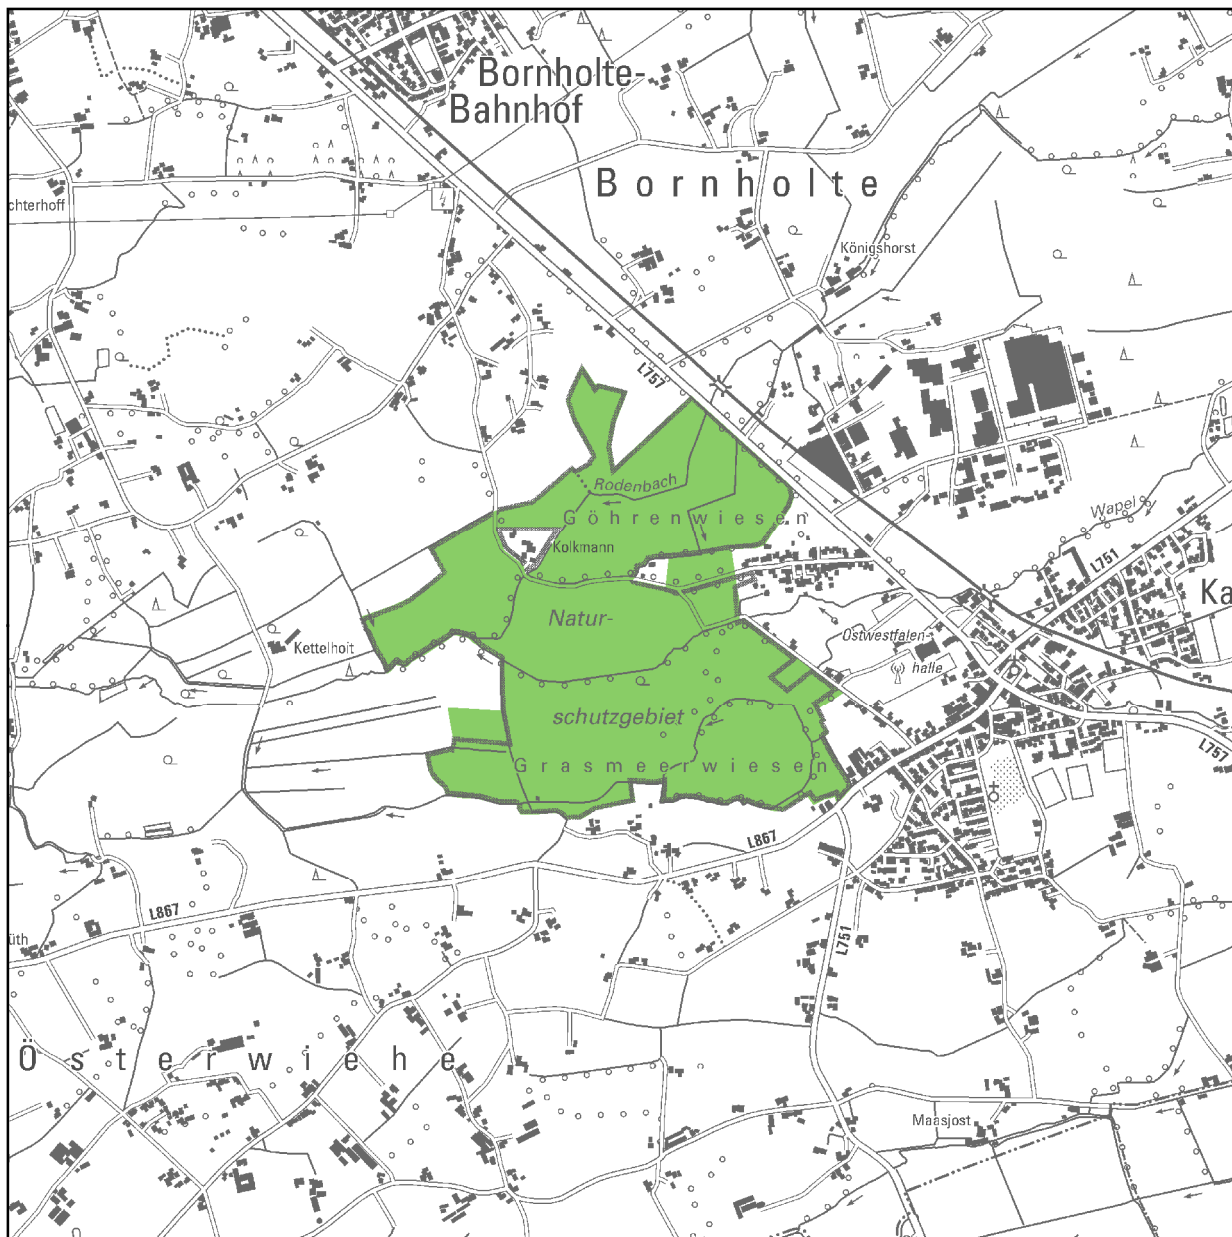 Bornholte-
Bahnhof
Bornholte
chterhoff
Königshorst
L757
Rodenbach
Göhrenwiesen
Wapel
Kolkmann
L751
Ka
Natur-
Ostwestfalen-
halle
Kettelhoit
schutzgebiet
L757
Grasmeerwiesen
L867
L867
L751
üth
Österwiehe
Maasjost